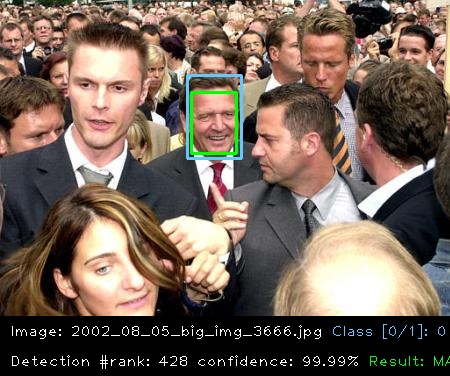 Image: 2002_08_05_big_img_3666.jpg Class [0/1]: 0
Detection #rank: 428 confidence: 99.99% Result: MA